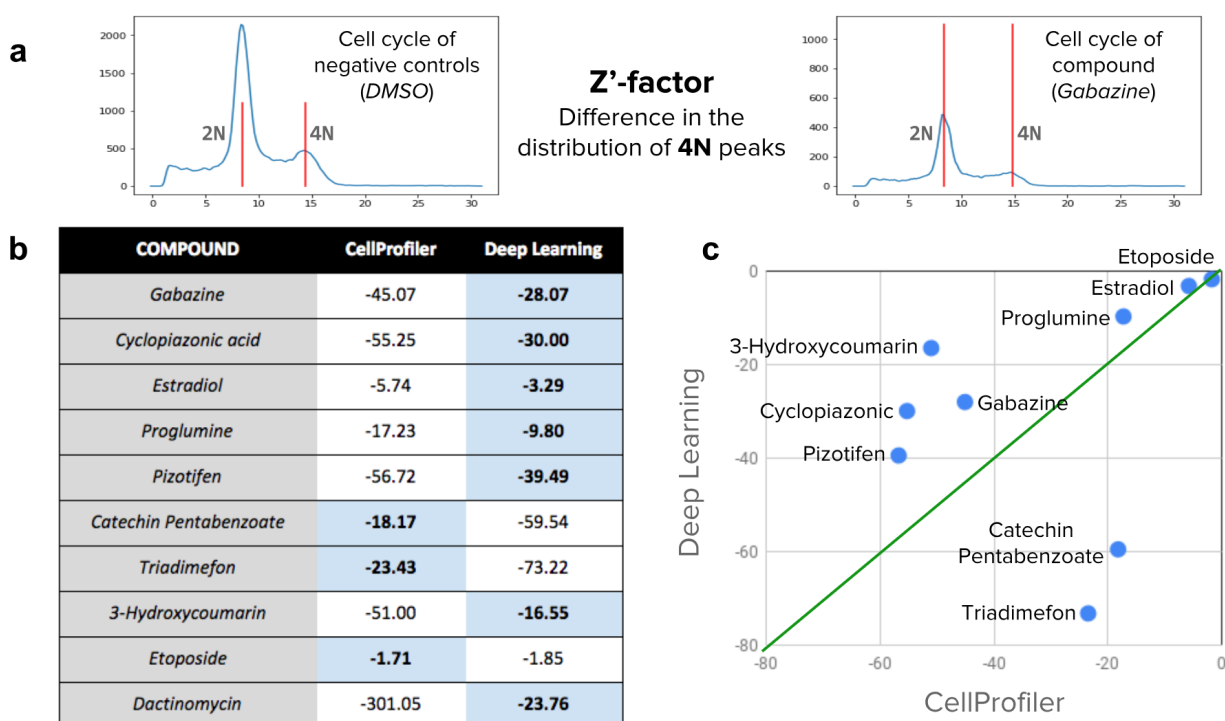 a
2000
1500
1000
500
0
0
5
10
15
20
25
30
2N
4N
Cell cycle of
negative controls
(DMSO)
Z’-factor
Difference in the
distribution of 4N peaks
1000
800
600
400
200
0
0
5
10
15
20
25
30
2N
4N
Cell cycle of
compound
(Gabazine)
b
COMPOUND CellProfiler Deep Learning
Gabazine -45.07 -28.07
Cyclopiazonic acid -55.25 -30.00
Estradiol -5.74 -3.29
Proglumine -17.23 -9.80
Pizotifen -56.72 -39.49
Catechin Pentabenzoate -18.17 -59.54
Triadimefon -23.43 -73.22
3-Hydroxycoumarin -51.00 -16.55
Etoposide -1.71 -1.85
Dactinomycin -301.05 -23.76
c
Etoposide
Estradiol
Proglumine
3-Hydroxycoumarin
Gabazine
Cyclopiazonic
Pizotifen
Catechin
Pentabenzoate
Triadimefon
0
-20
-40
-60
-80
Deep Learning
-80
-60
-40
-20
0
CellProfiler